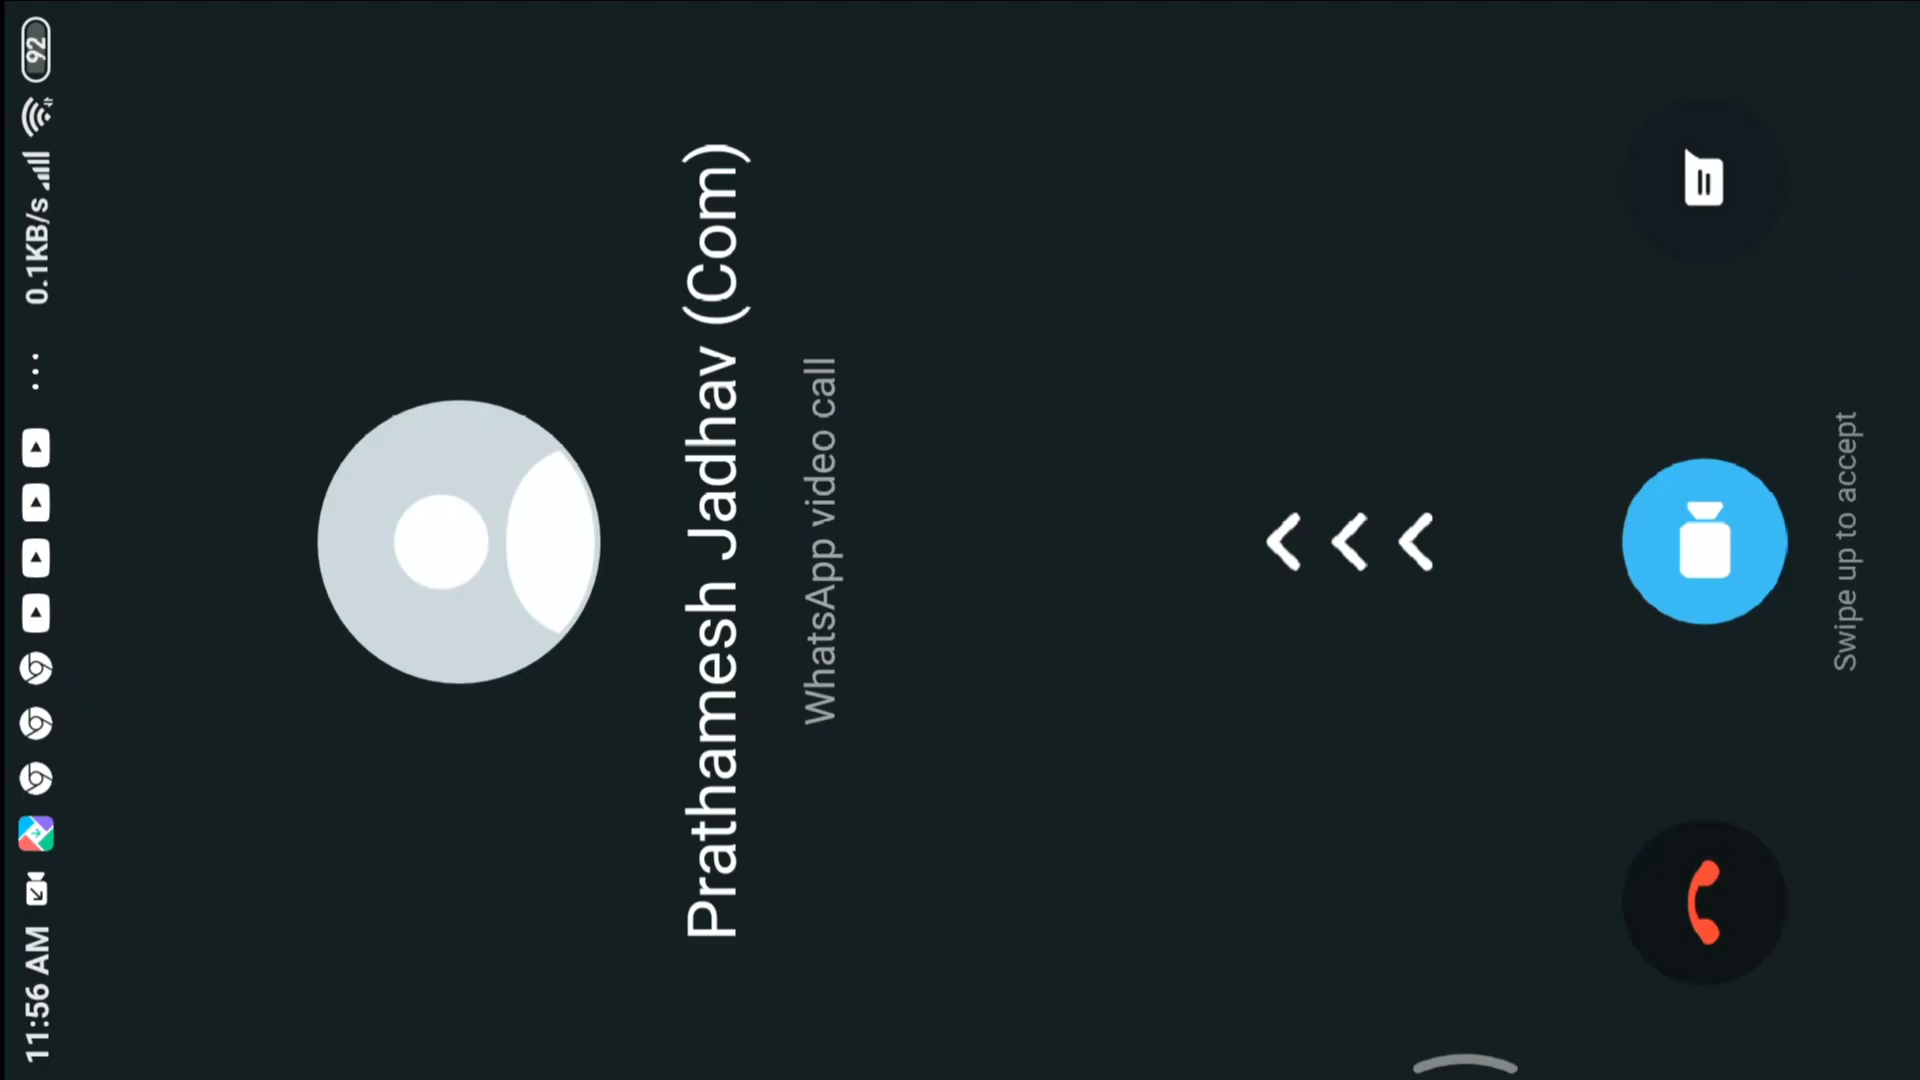 11:56 AM ... 0.1KB/s 92
Prathamesh Jadhav (Com)
WhatsApp video call
Swipe up to accept